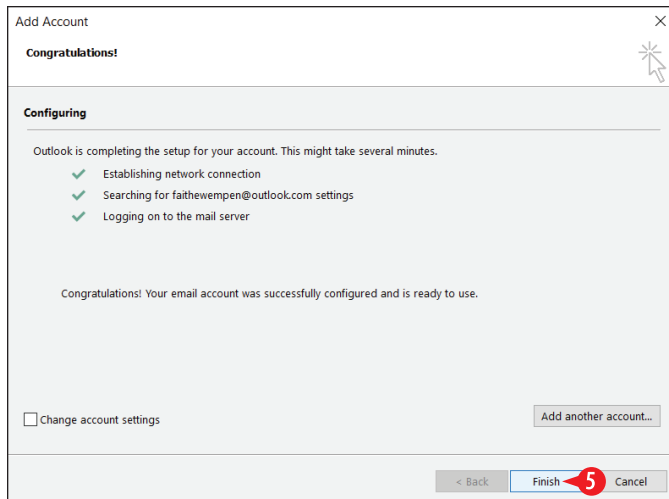 Add Account
Congratulations!
Configuring
Outlook is completing the setup for your account. This might take several minutes.
Establishing network connection
Searching for faithewempen@outlook.com settings
Logging on to the mail server
Congratulations! Your email account was successfully configured and is ready to use.
Change account settings
Add another account...
< Back Finish 5 Cancel